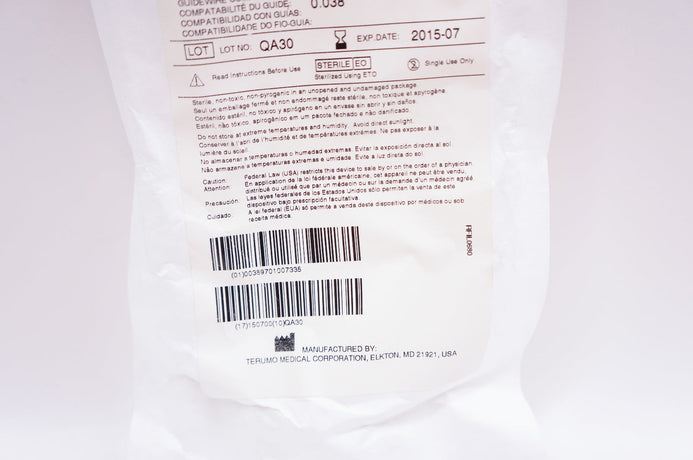 COMPATABILITÉ DU GUIDE: 0.038
COMPATIBILIDAD CON GUÍAS:
COMPATIBILIDADE DO FIO-GUIA:
LOT LOT NO: QA30 EXP.DATE: 2015-07
Read Instructions Before Use STERILE EO Sterilized Using ETO Single Use Only
Sterile, non-toxic, non-pyrogenic in an unopened and undamaged package.
Seul un emballage fermé et non endommagé reste stérile, non toxique et apyrogène.
Contenido estéril, no tóxico y apirógeno en un envase sin abrir y sin daños.
Estéril, não tóxico, apirogênico em um pacote fechado e não danificado.
Do not store at extreme temperatures and humidity. Avoid direct sunlight.
Conserver à l'abri de l'humidité et de températures extrêmes. Ne pas exposer à la
lumière du soleil.
No almacenar a temperaturas o humedad extremas. Evitar la exposición directa al sol.
Não armazene a temperaturas extremas e umidade. Evite a luz direta do sol.
Caution: Federal Law (USA) restricts this device to sale by or on the order of a physician.
Attention: En application de la loi fédérale américaine, cet appareil ne peut être vendu,
distribué ou utilisé que par un médecin ou sur la demande d'un médecin agréé.
Precaución: Las leyes federales de los Estados Unidos sólo permiten la venta de este
dispositivo bajo prescripción facultativa.
Cuidado: A lei federal (EUA) só permite a venda deste dispositivo por médicos ou sob
receita médica.
(01)00389701007335
(17)150700(10)QA30
MANUFACTURED BY:
TERUMO MEDICAL CORPORATION, ELKTON, MD 21921, USA